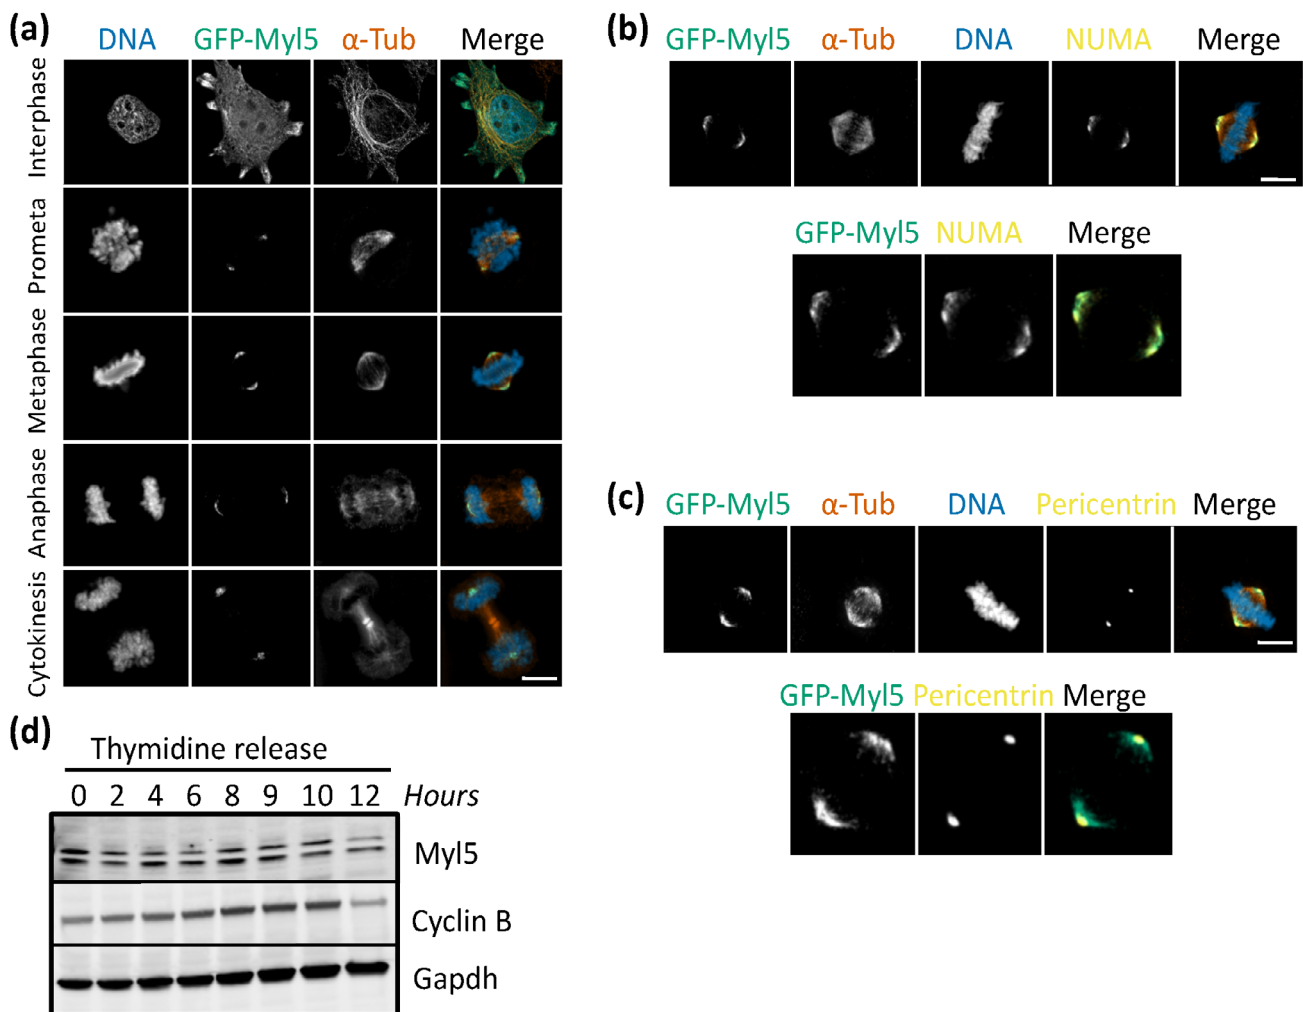 (a)
DNA GFP-Myl5 α-Tub Merge
Interphase
Prometa
Metaphase
Anaphase
Cytokinesis
(b)
GFP-Myl5 α-Tub DNA NUMA Merge
GFP-Myl5 NUMA Merge
(c)
GFP-Myl5 α-Tub DNA Pericentrin Merge
GFP-Myl5 Pericentrin Merge
(d)
Thymidine release
0 2 4 6 8 9 10 12 Hours
Myl5
Cyclin B
Gapdh